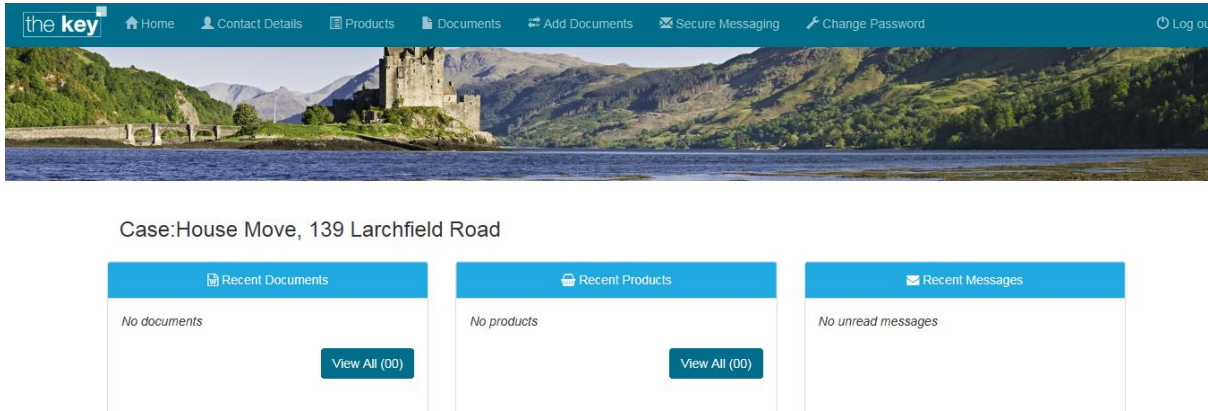 the key Home Contact Details Products Documents Add Documents Secure Messaging Change Password Log ou
Case:House Move, 139 Larchfield Road
Recent Documents
No documents
View All (00)
Recent Products
No products
View All (00)
Recent Messages
No unread messages